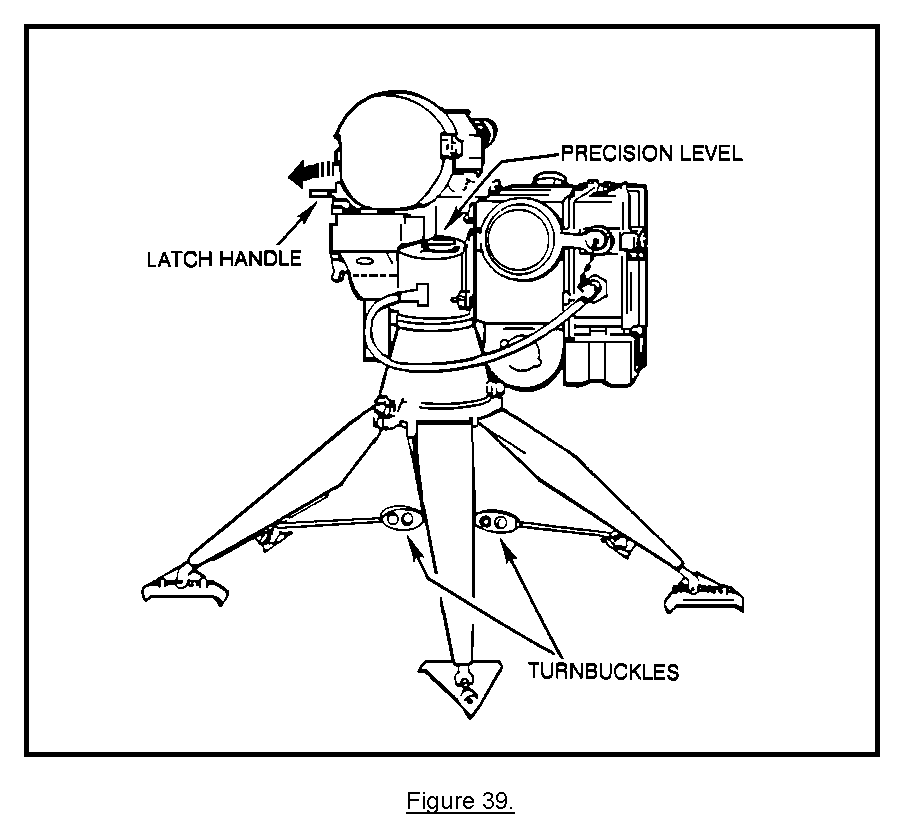 PRECISION LEVEL
LATCH HANDLE
TURNBUCKLES
Figure 39.